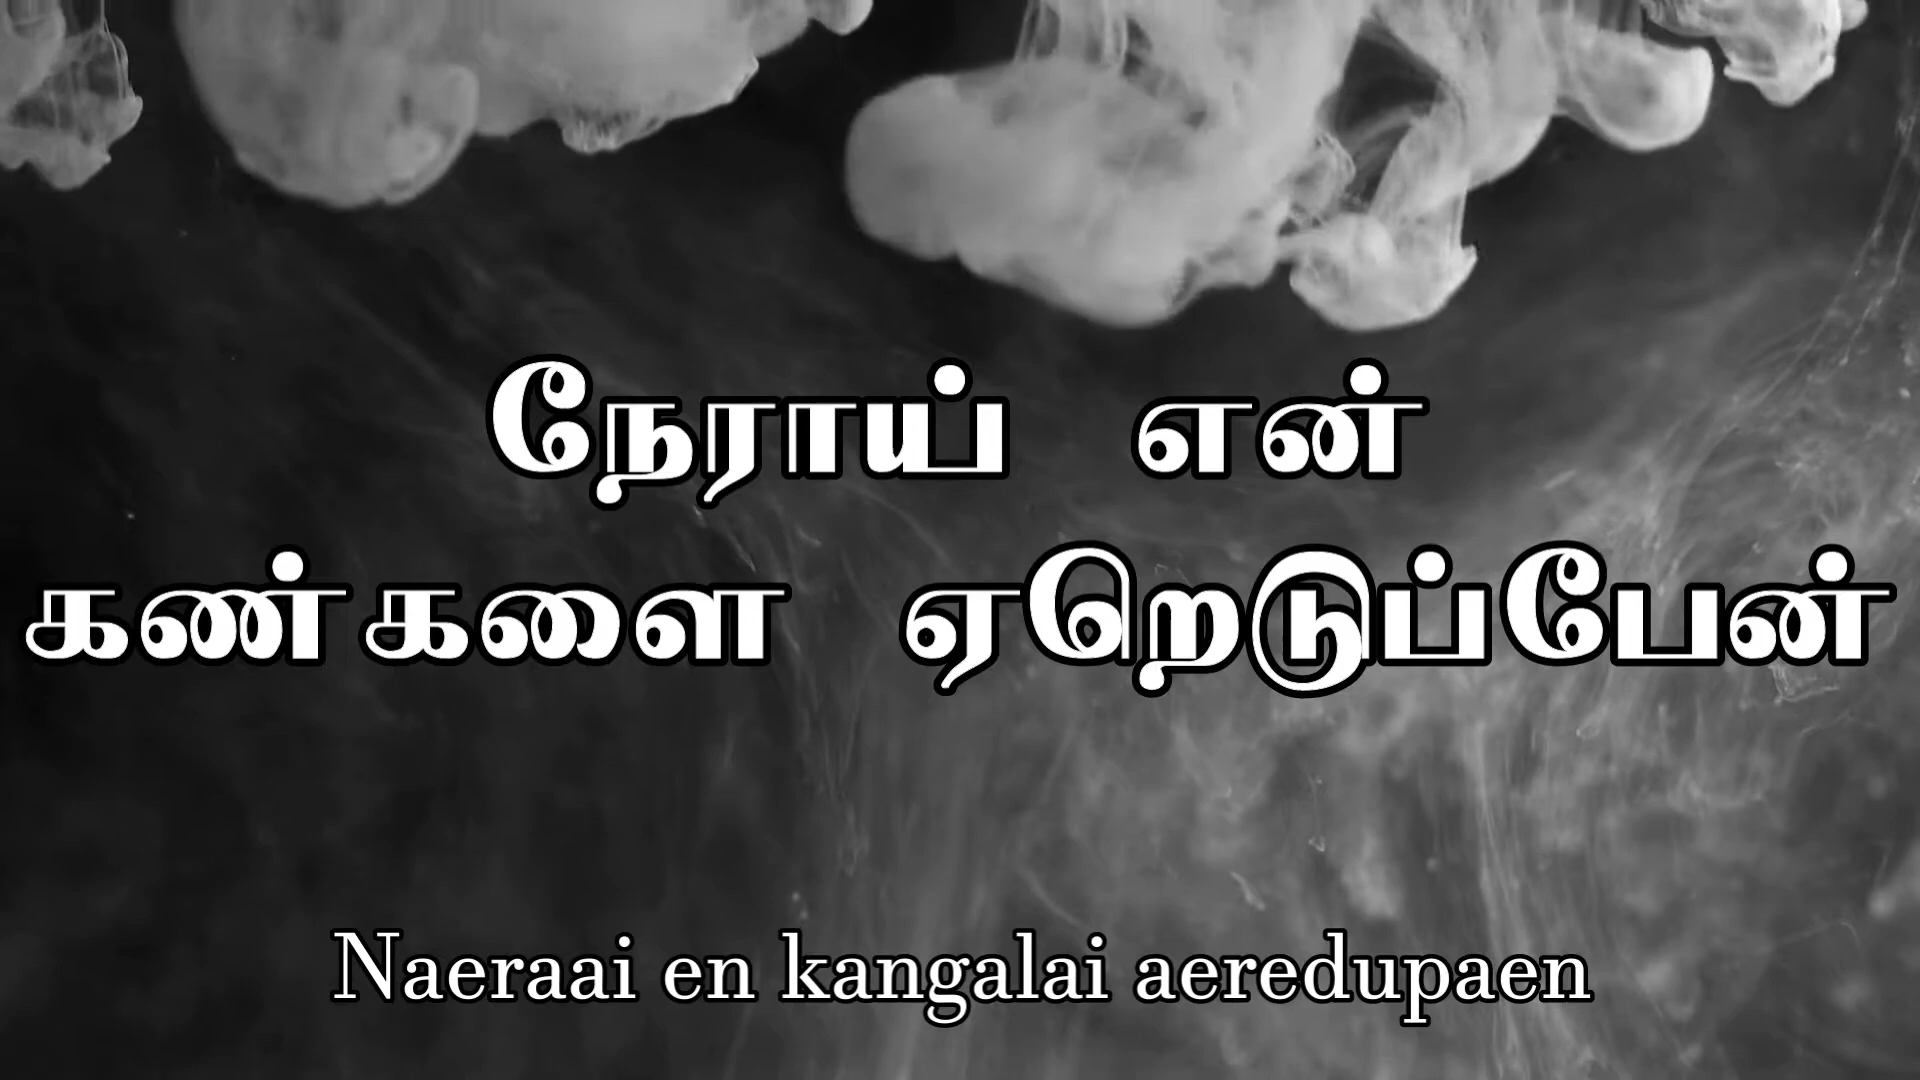 நேராய் என்
கண்களை ஏறெடுப்பேன்
Naeraai en kangalai aeredupaen